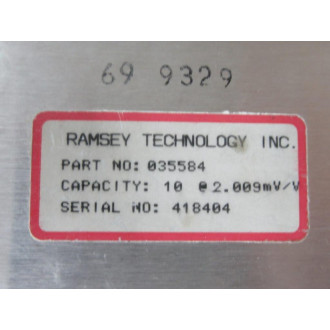 69 9329
RAMSEY TECHNOLOGY INC.
PART NO: 035584
CAPACITY: 10 @ 2.009mV/V
SERIAL NO: 418404